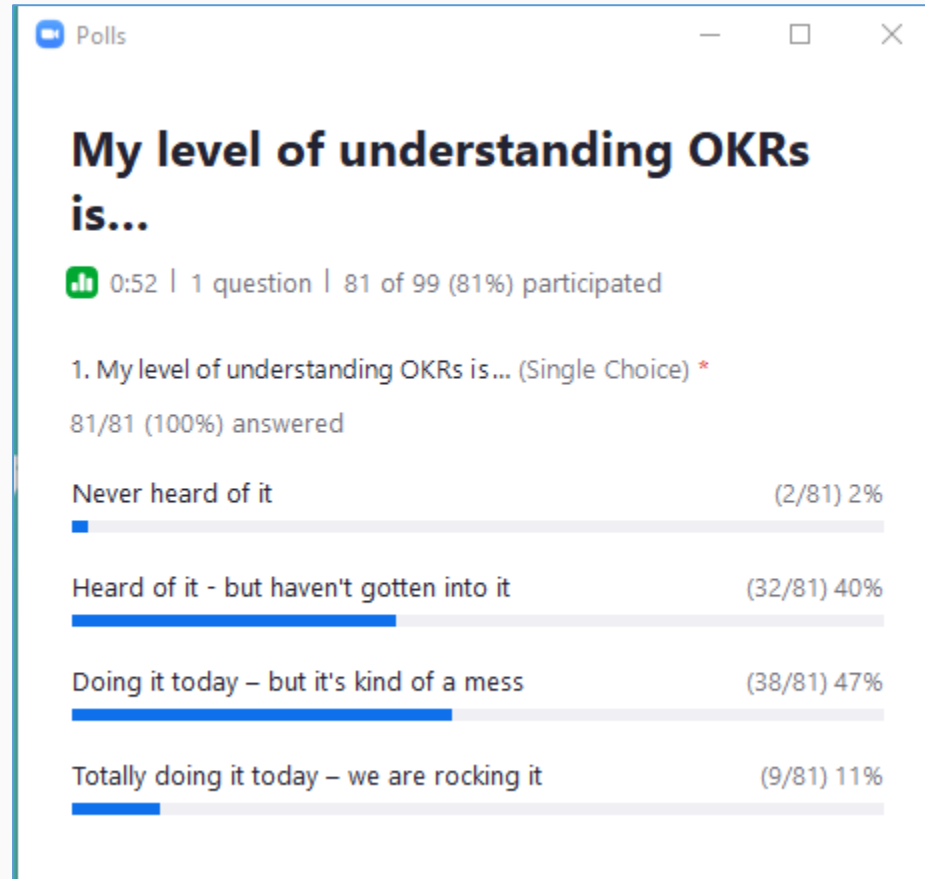 Polls
My level of understanding OKRs
is...
0:52 | 1 question | 81 of 99 (81%) participated
1. My level of understanding OKRs is... (Single Choice) *
81/81 (100%) answered
Never heard of it (2/81) 2%
Heard of it - but haven't gotten into it (32/81) 40%
Doing it today – but it's kind of a mess (38/81) 47%
Totally doing it today – we are rocking it (9/81) 11%